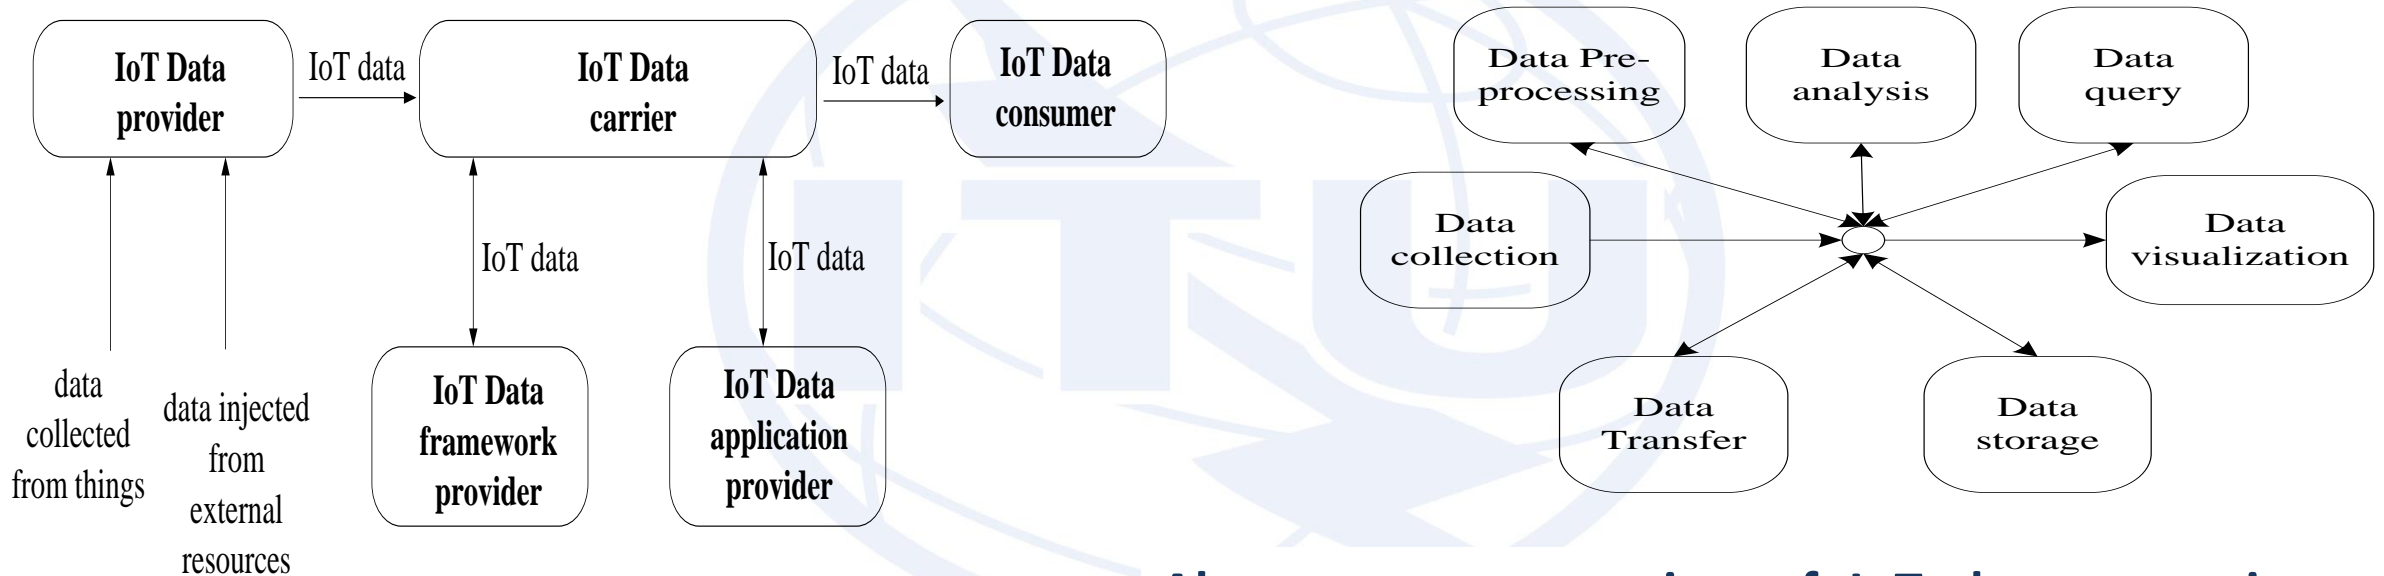 IoT Data
provider
IoT data
IoT Data
carrier
IoT data
IoT Data
consumer
IoT data
IoT data
data
collected
from things
data injected
from
external
resources
IoT Data
framework
provider
IoT Data
application
provider
Data Pre-
processing
Data
analysis
Data
query
Data
collection
Data
visualization
Data
Transfer
Data
storage
ITU